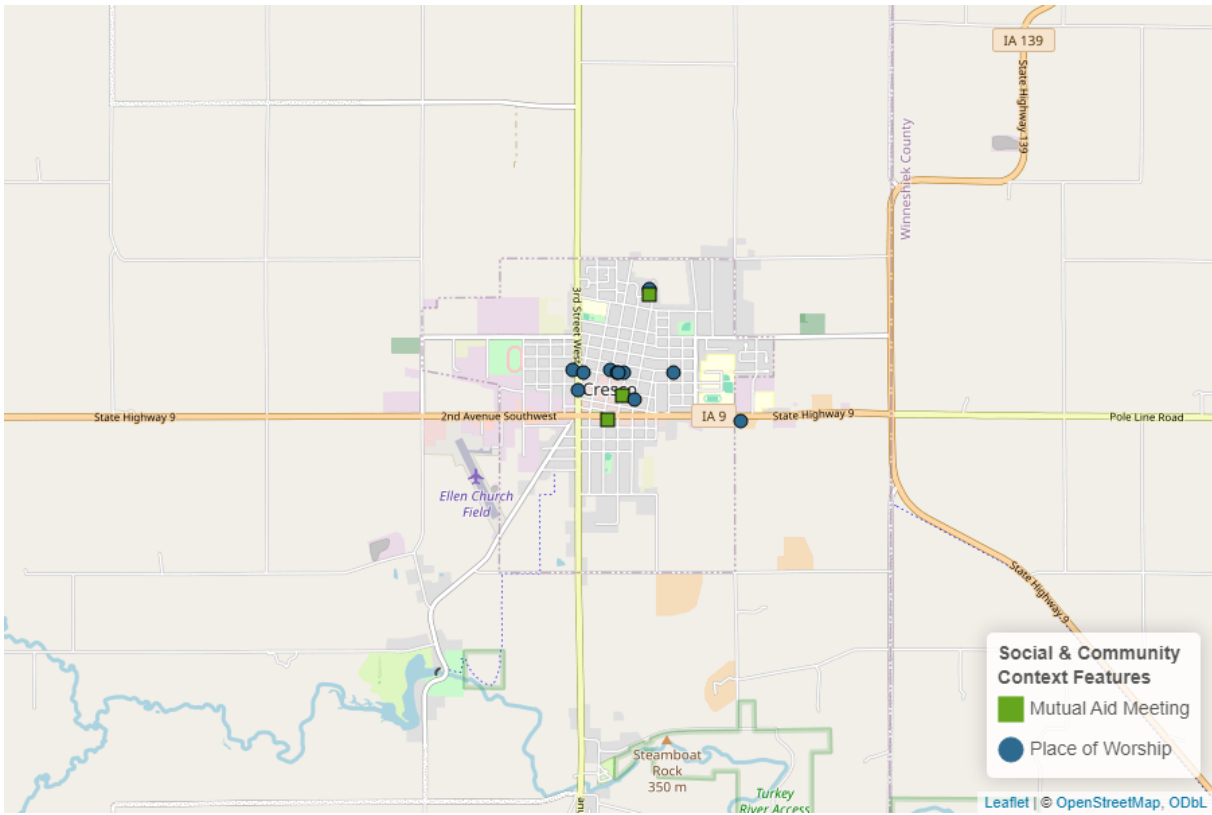 IA 139
State Highway 139
Winneshiek County
3rd Street West
Cresco
State Highway 9
2nd Avenue Southwest
IA 9
State Highway 9
Pole Line Road
Ellen Church
Field
State Highway 9
Steamboat
Rock
350 m
Turkey
River Access
Social & Community
Context Features
Mutual Aid Meeting
Place of Worship
Leaflet | © OpenStreetMap, ODbL